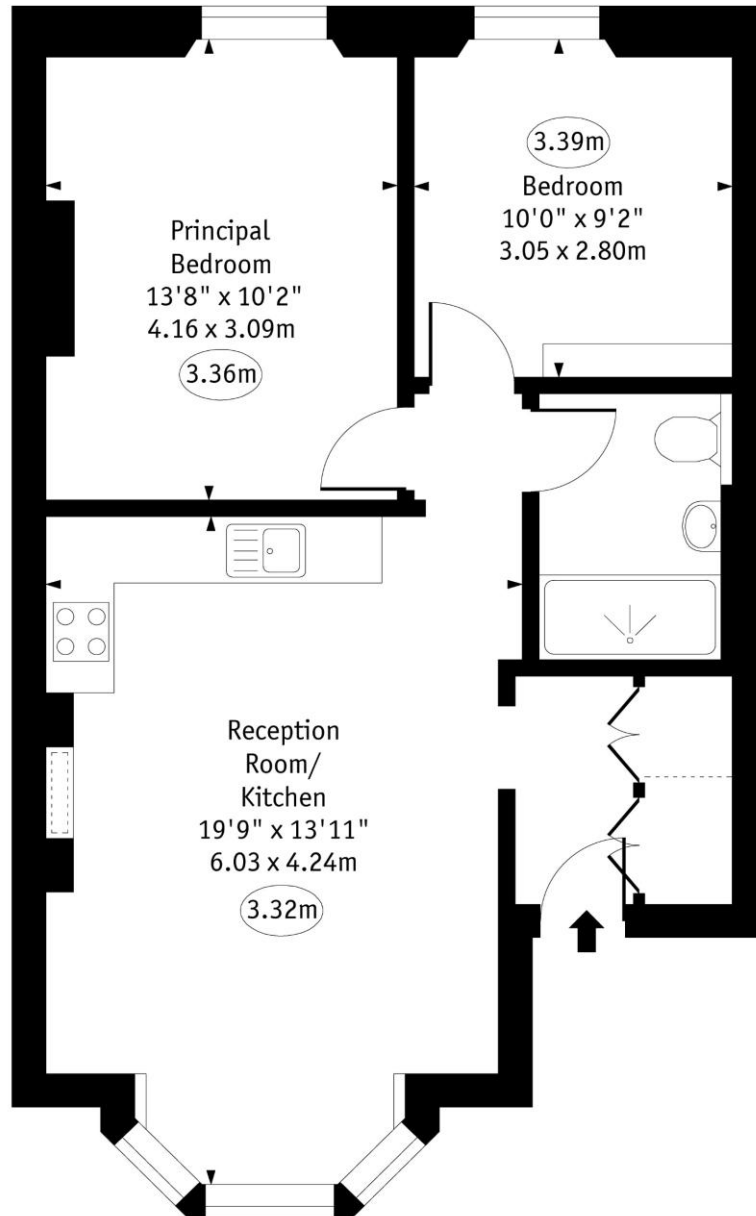 3.39m
Bedroom
10'0" x 9'2"
3.05 x 2.80m
Principal
Bedroom
13'8" x 10'2"
4.16 x 3.09m
3.36m
Reception
Room/
Kitchen
19'9" x 13'11"
6.03 x 4.24m
3.32m